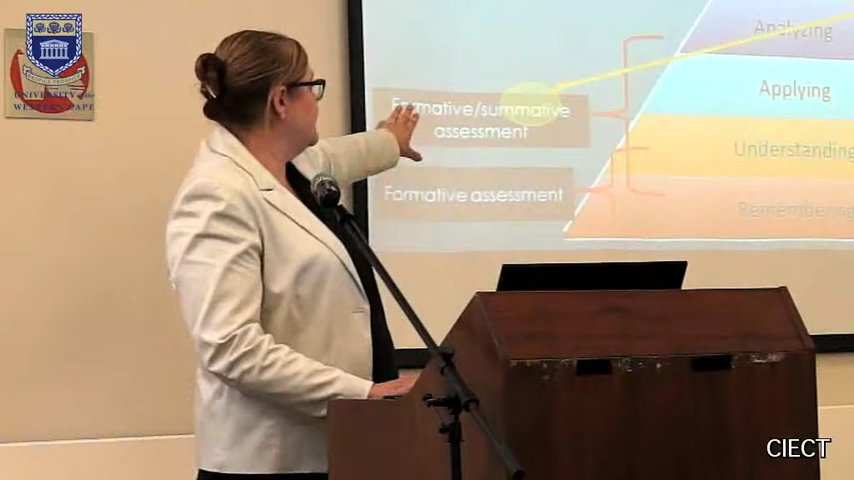 UNIVERSITY of the
WESTERN CAPE
Analyzing
Applying
Formative/summative
assessment
Understanding
Formative assessment
Remembering
CIECT